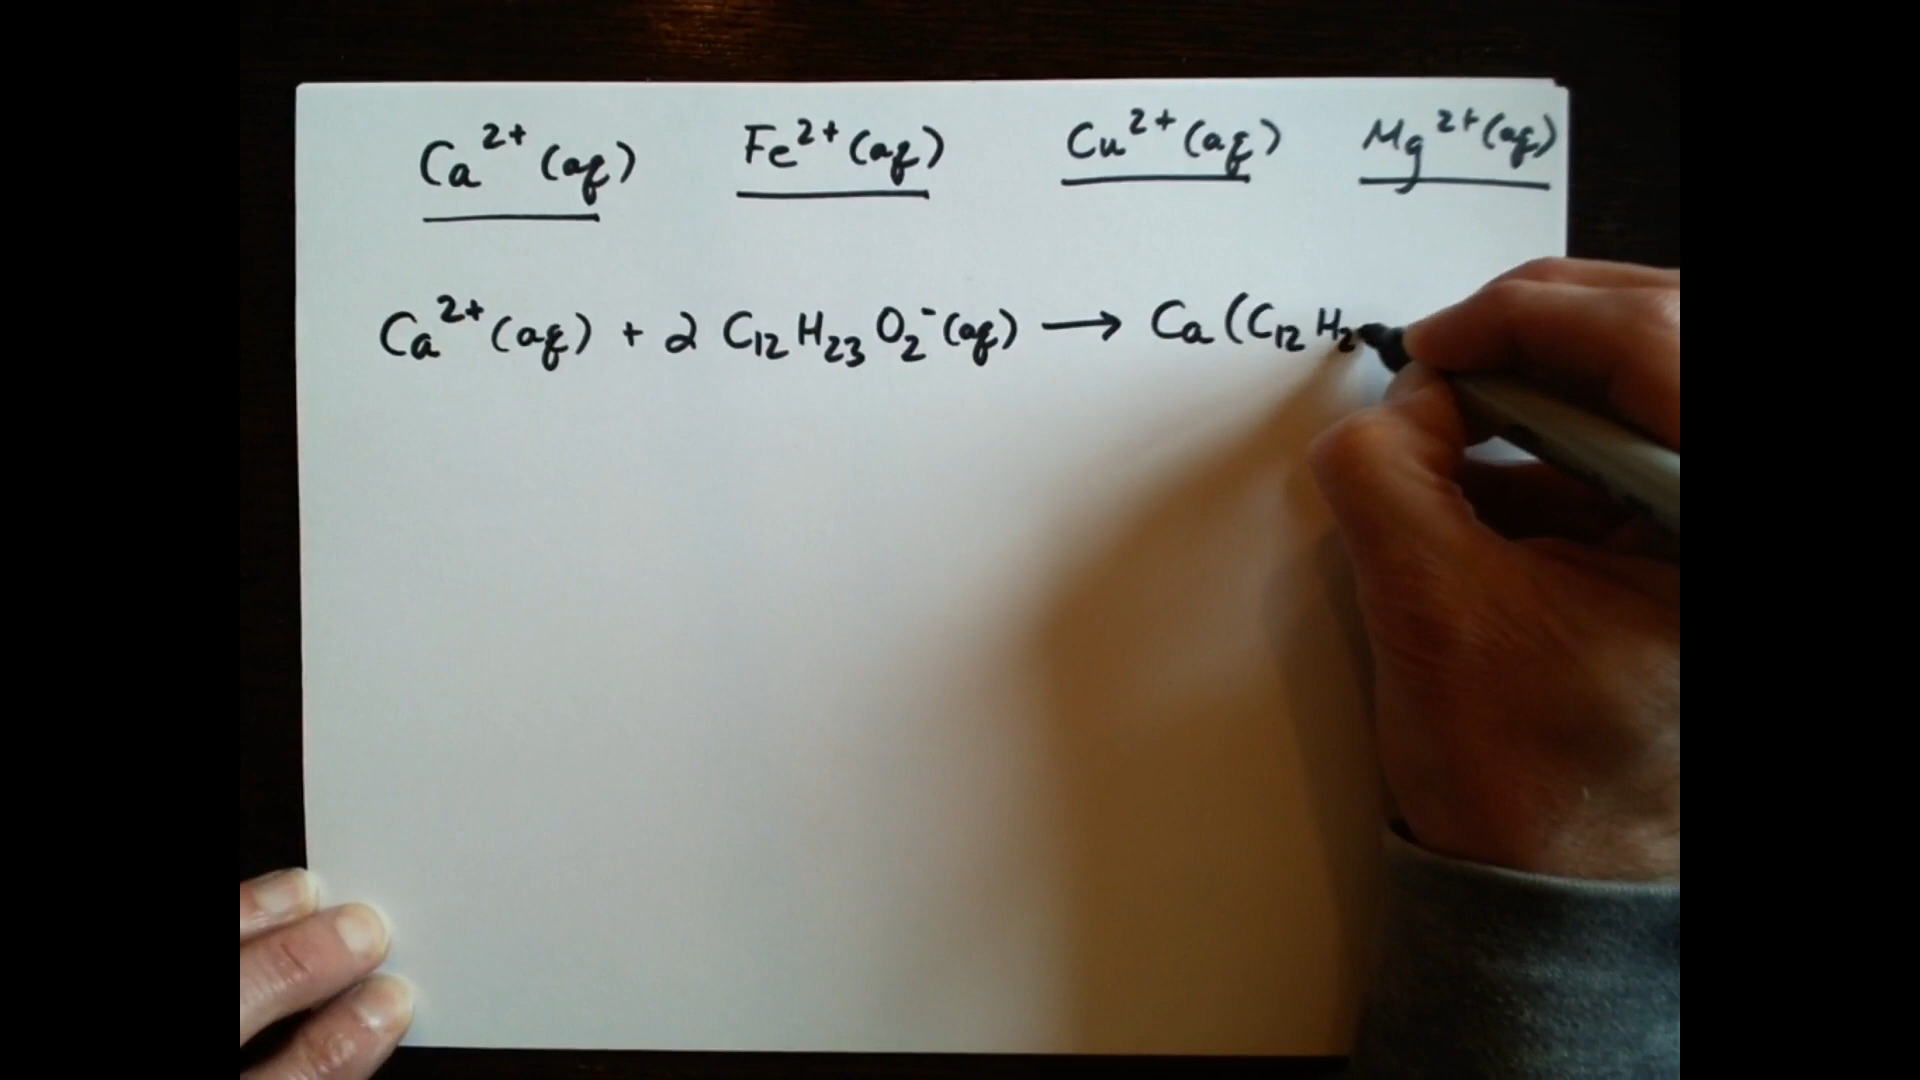 Ca²⁺(aq) Fe²⁺(aq) Cu²⁺(aq) Mg²⁺(aq)
Ca²⁺(aq) + 2 C₁₂H₂₃O₂⁻(aq) → Ca(C₁₂H₂